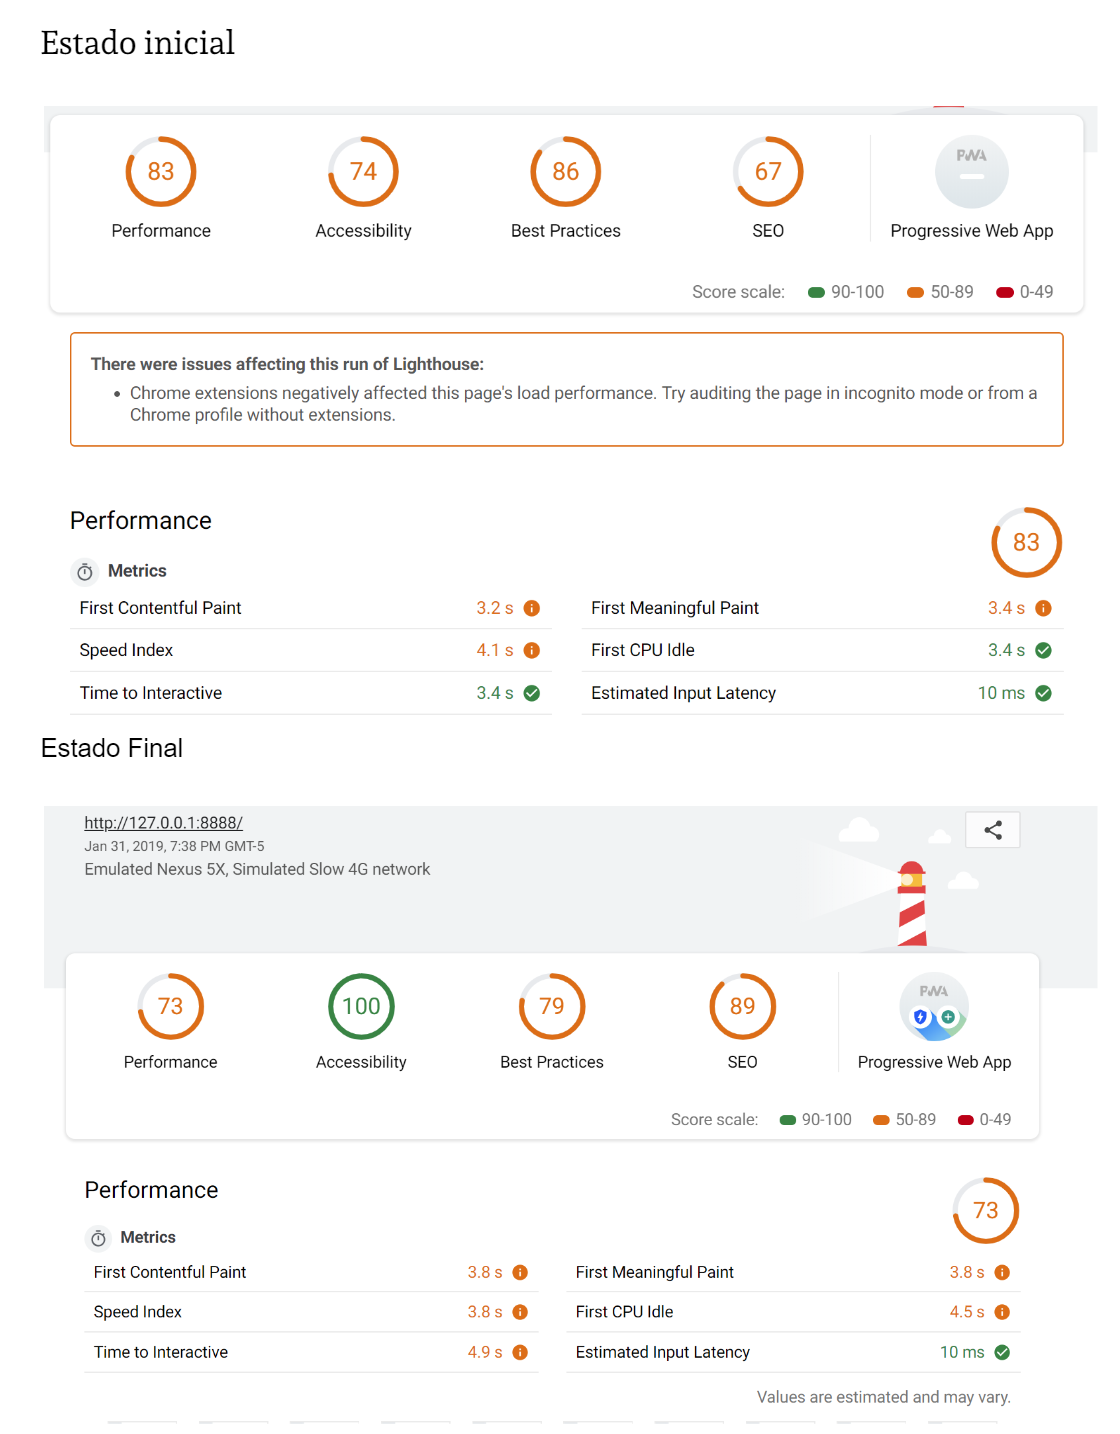 Estado inicial
83 74 86 67 PWA
Performance Accessibility Best Practices SEO Progressive Web App
Score scale: 90-100 50-89 0-49
There were issues affecting this run of Lighthouse:
• Chrome extensions negatively affected this page's load performance. Try auditing the page in incognito mode or from a
Chrome profile without extensions.
Performance 83
Metrics
First Contentful Paint 3.2 s First Meaningful Paint 3.4 s
Speed Index 4.1 s First CPU Idle 3.4 s
Time to Interactive 3.4 s Estimated Input Latency 10 ms
Estado Final
http://127.0.0.1:8888/
Jan 31, 2019, 7:38 PM GMT-5
Emulated Nexus 5X, Simulated Slow 4G network
73 100 79 89 PWA
Performance Accessibility Best Practices SEO Progressive Web App
Score scale: 90-100 50-89 0-49
Performance 73
Metrics
First Contentful Paint 3.8 s First Meaningful Paint 3.8 s
Speed Index 3.8 s First CPU Idle 4.5 s
Time to Interactive 4.9 s Estimated Input Latency 10 ms
Values are estimated and may vary.